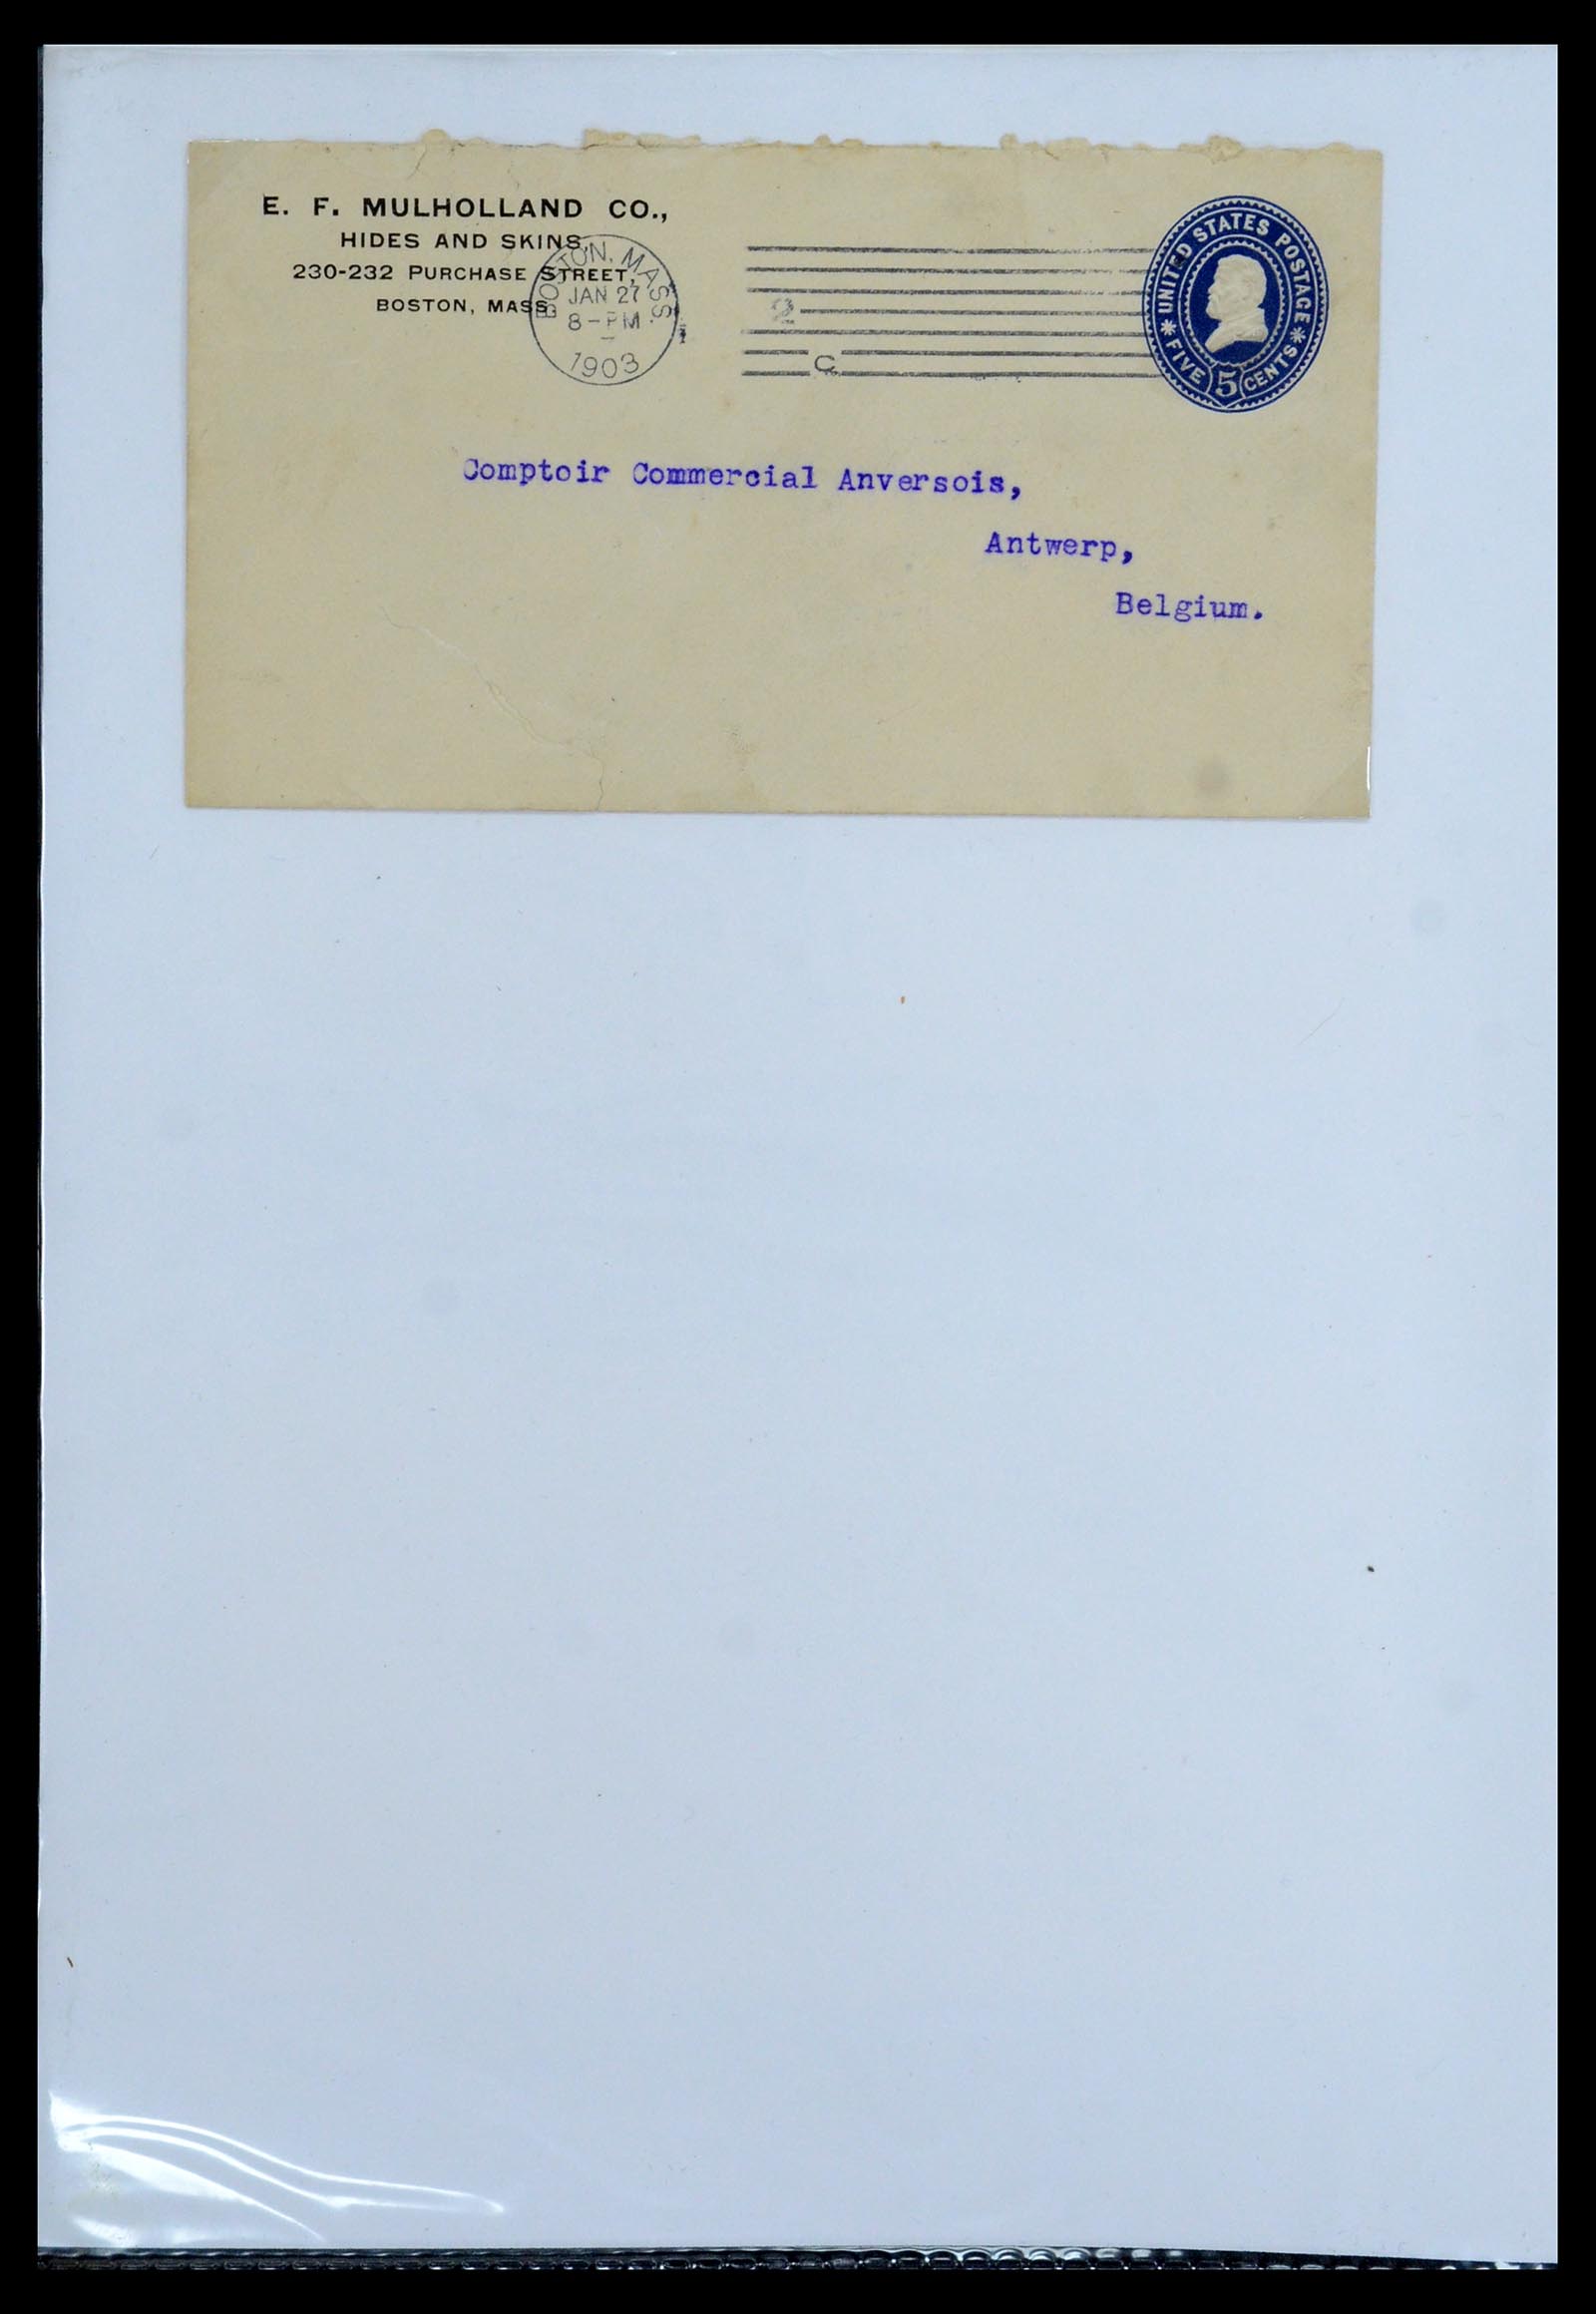 E. F. MULHOLLAND CO.,
HIDES AND SKINS,
230-232 PURCHASE STREET,
BOSTON, MASS.
BOSTON, MASS.
JAN 27
8-PM
1903
2
C
UNITED STATES POSTAGE
FIVE 5 CENTS
Comptoir Commercial Anversois,
Antwerp,
Belgium.